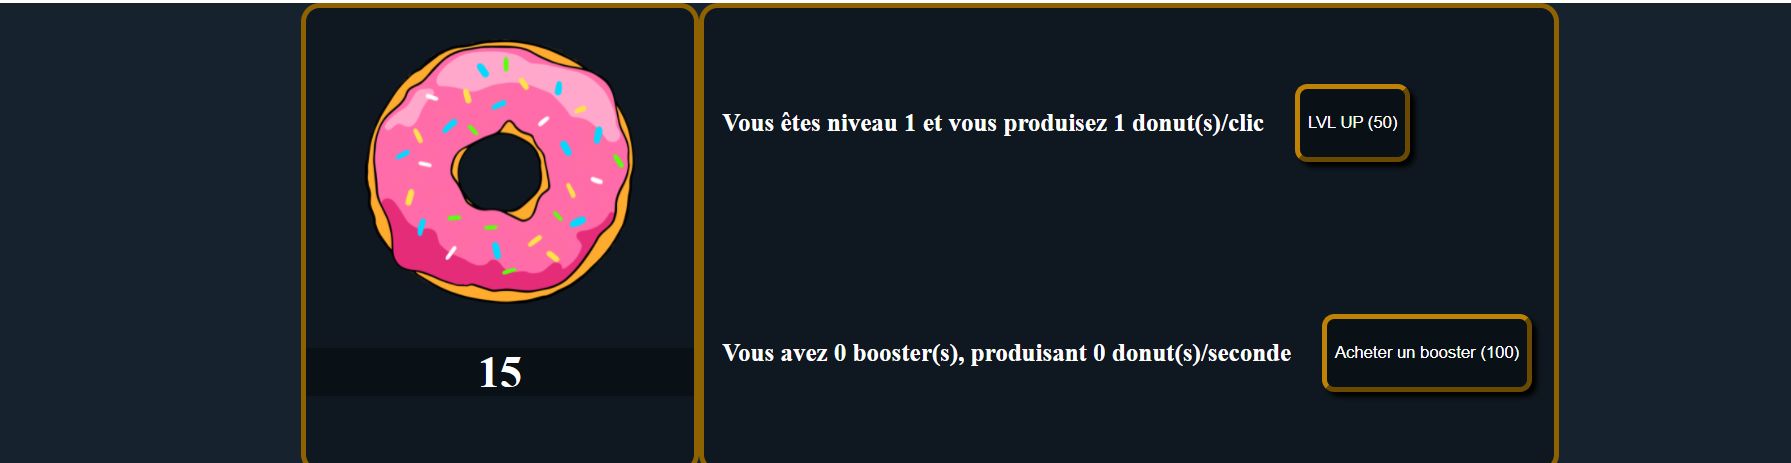 Vous êtes niveau 1 et vous produisez 1 donut(s)/clic
LVL UP (50)
15
Vous avez 0 booster(s), produisant 0 donut(s)/seconde
Acheter un booster (100)